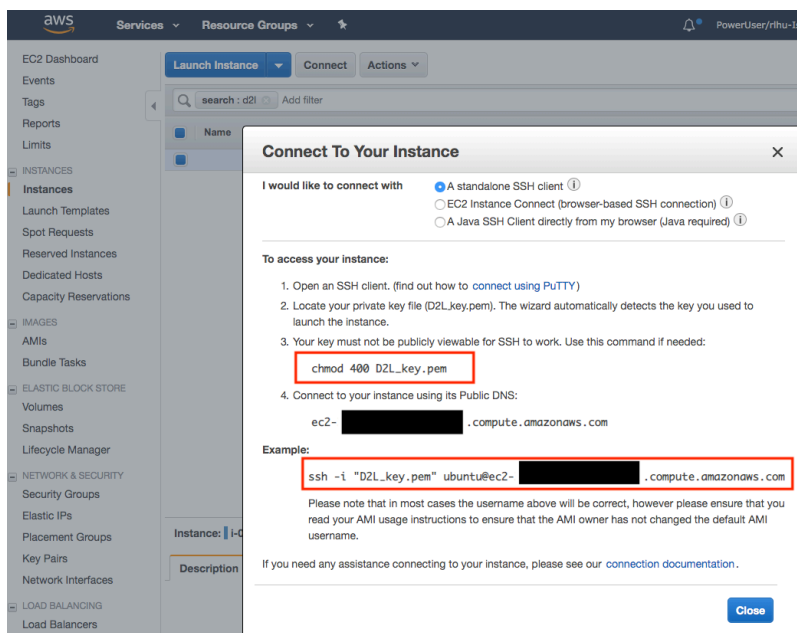 aws Services Resource Groups PowerUser/rlhu-Is
EC2 Dashboard
Events
Tags
Reports
Limits
INSTANCES
Instances
Launch Templates
Spot Requests
Reserved Instances
Dedicated Hosts
Capacity Reservations
IMAGES
AMIs
Bundle Tasks
ELASTIC BLOCK STORE
Volumes
Snapshots
Lifecycle Manager
NETWORK & SECURITY
Security Groups
Elastic IPs
Placement Groups
Key Pairs
Network Interfaces
LOAD BALANCING
Load Balancers
Launch Instance Connect Actions
search : d2l Add filter
Name
Connect To Your Instance
I would like to connect with
A standalone SSH client
EC2 Instance Connect (browser-based SSH connection)
A Java SSH Client directly from my browser (Java required)
To access your instance:
1. Open an SSH client. (find out how to connect using PuTTY)
2. Locate your private key file (D2L_key.pem). The wizard automatically detects the key you used to
launch the instance.
3. Your key must not be publicly viewable for SSH to work. Use this command if needed:
chmod 400 D2L_key.pem
4. Connect to your instance using its Public DNS:
ec2- .compute.amazonaws.com
Example:
ssh -i "D2L_key.pem" ubuntu@ec2- .compute.amazonaws.com
Please note that in most cases the username above will be correct, however please ensure that you
read your AMI usage instructions to ensure that the AMI owner has not changed the default AMI
username.
If you need any assistance connecting to your instance, please see our connection documentation.
Close
Instance: i-0
Description